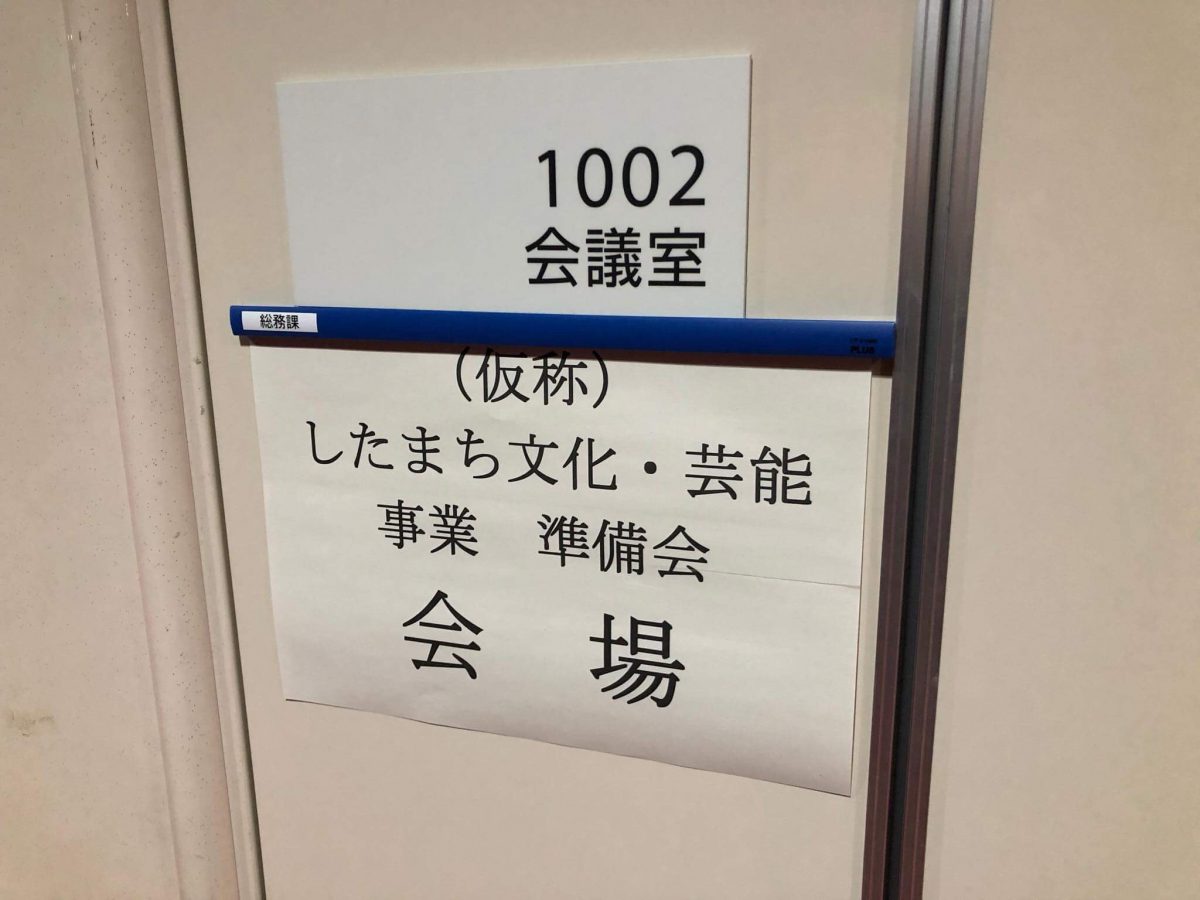 1002
会議室
総務課
PLUS
(仮称)
したまち文化・芸能
事業　準備会
会　場